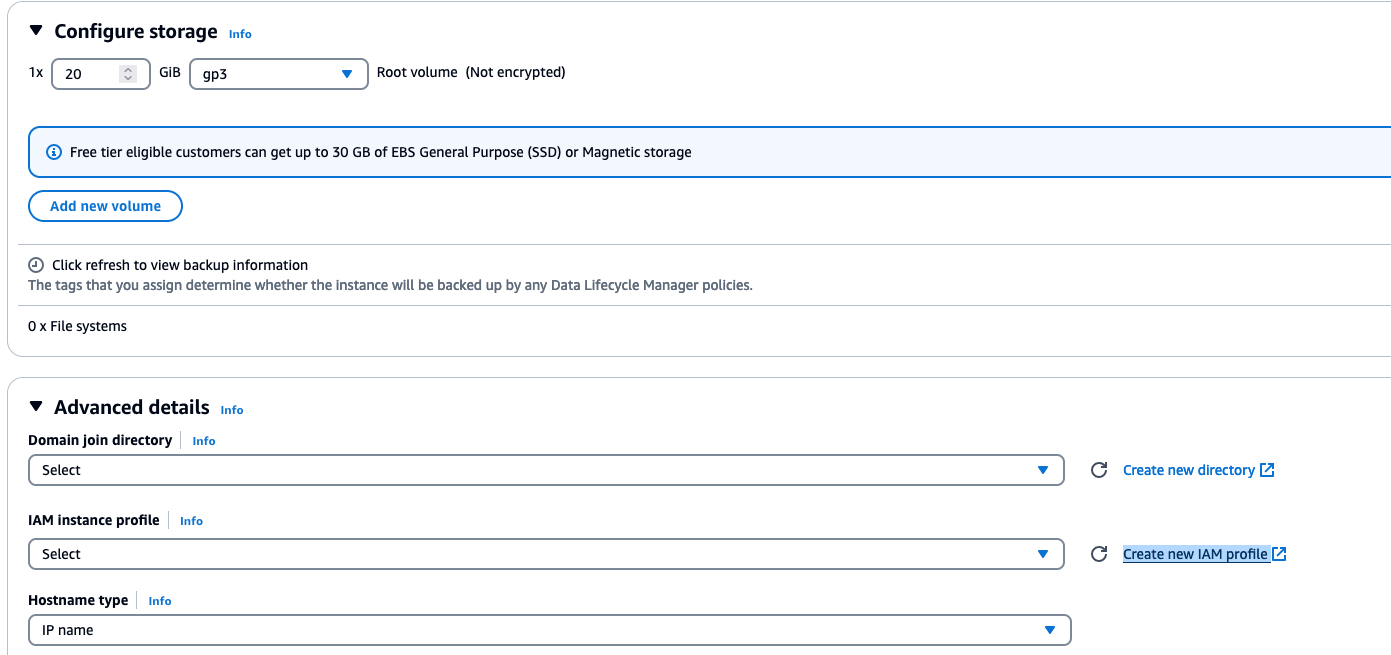 Configure storage Info
1x 20 GiB gp3 Root volume (Not encrypted)
Free tier eligible customers can get up to 30 GB of EBS General Purpose (SSD) or Magnetic storage
Add new volume
Click refresh to view backup information
The tags that you assign determine whether the instance will be backed up by any Data Lifecycle Manager policies.
0 x File systems
Advanced details Info
Domain join directory Info
Select Create new directory
IAM instance profile Info
Select Create new IAM profile
Hostname type Info
IP name